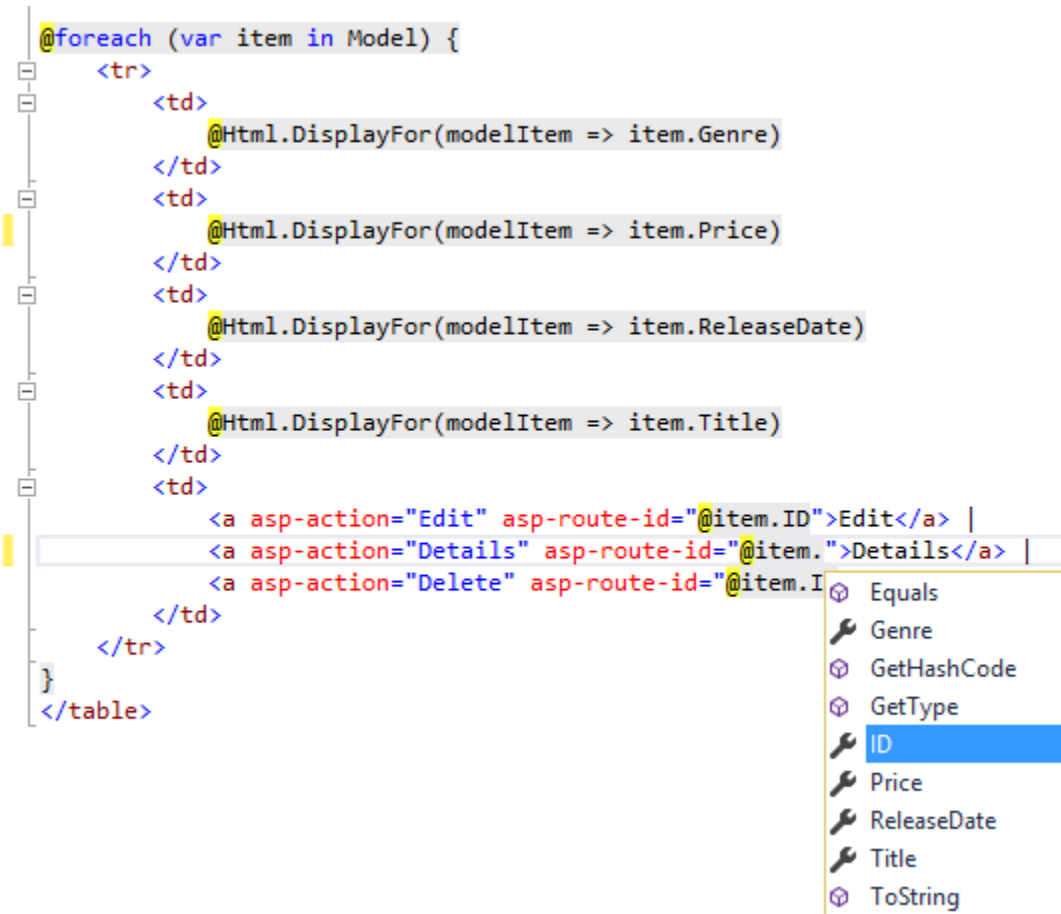 @foreach (var item in Model) {
<tr>
<td>
@Html.DisplayFor(modelItem => item.Genre)
</td>
<td>
@Html.DisplayFor(modelItem => item.Price)
</td>
<td>
@Html.DisplayFor(modelItem => item.ReleaseDate)
</td>
<td>
@Html.DisplayFor(modelItem => item.Title)
</td>
<td>
<a asp-action="Edit" asp-route-id="@item.ID">Edit</a> |
<a asp-action="Details" asp-route-id="@item.">Details</a> |
<a asp-action="Delete" asp-route-id="@item.I
</td>
</tr>
}
</table>
Equals
Genre
GetHashCode
GetType
ID
Price
ReleaseDate
Title
ToString